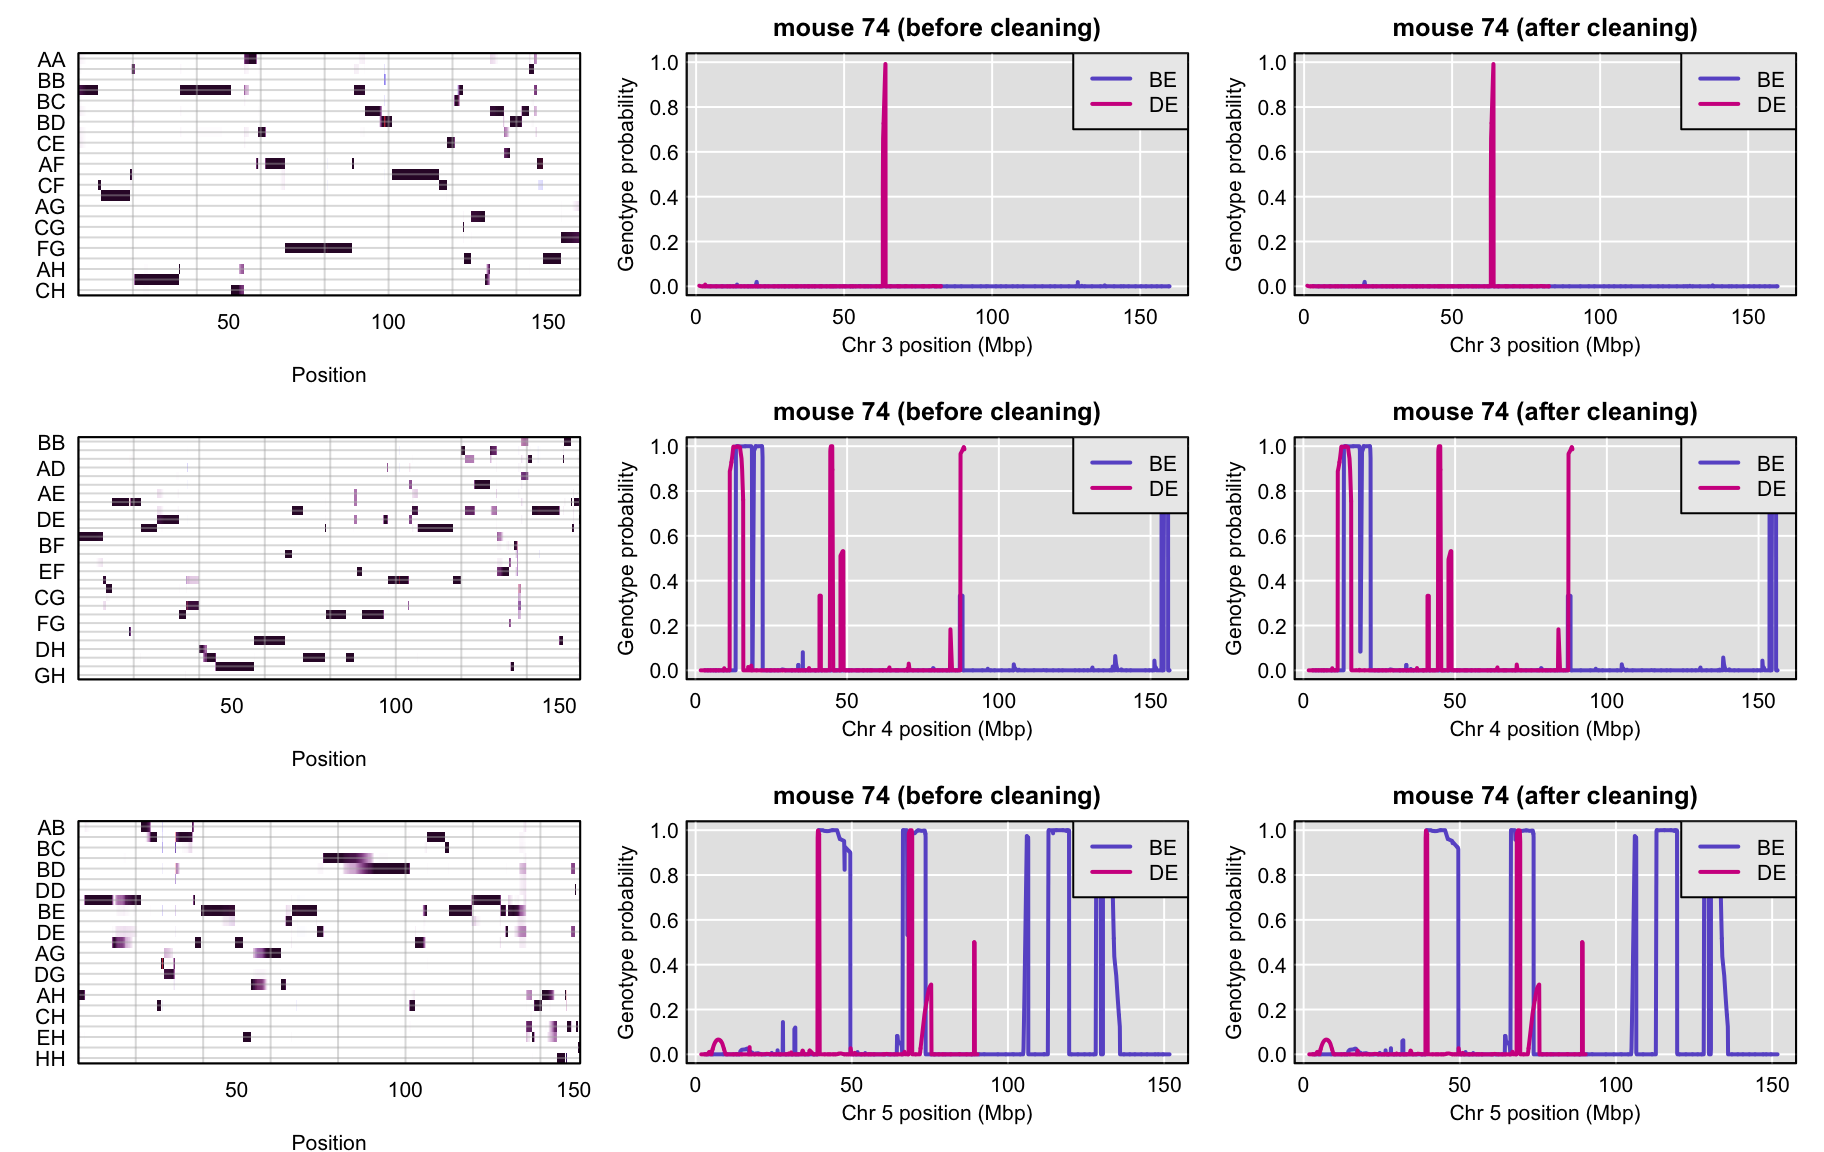 AA
BB
BC
BD
CE
AF
CF
AG
CG
FG
AH
CH
50 100 150
Position
mouse 74 (before cleaning)
Genotype probability
1.0
0.8
0.6
0.4
0.2
0.0
BE
DE
0 50 100 150
Chr 3 position (Mbp)
mouse 74 (after cleaning)
Genotype probability
1.0
0.8
0.6
0.4
0.2
0.0
BE
DE
0 50 100 150
Chr 3 position (Mbp)
BB
AD
AE
DE
BF
EF
CG
FG
DH
GH
50 100 150
Position
mouse 74 (before cleaning)
Genotype probability
1.0
0.8
0.6
0.4
0.2
0.0
BE
DE
0 50 100 150
Chr 4 position (Mbp)
mouse 74 (after cleaning)
Genotype probability
1.0
0.8
0.6
0.4
0.2
0.0
BE
DE
0 50 100 150
Chr 4 position (Mbp)
AB
BC
BD
DD
BE
DE
AG
DG
AH
CH
EH
HH
50 100 150
Position
mouse 74 (before cleaning)
Genotype probability
1.0
0.8
0.6
0.4
0.2
0.0
BE
DE
0 50 100 150
Chr 5 position (Mbp)
mouse 74 (after cleaning)
Genotype probability
1.0
0.8
0.6
0.4
0.2
0.0
BE
DE
0 50 100 150
Chr 5 position (Mbp)